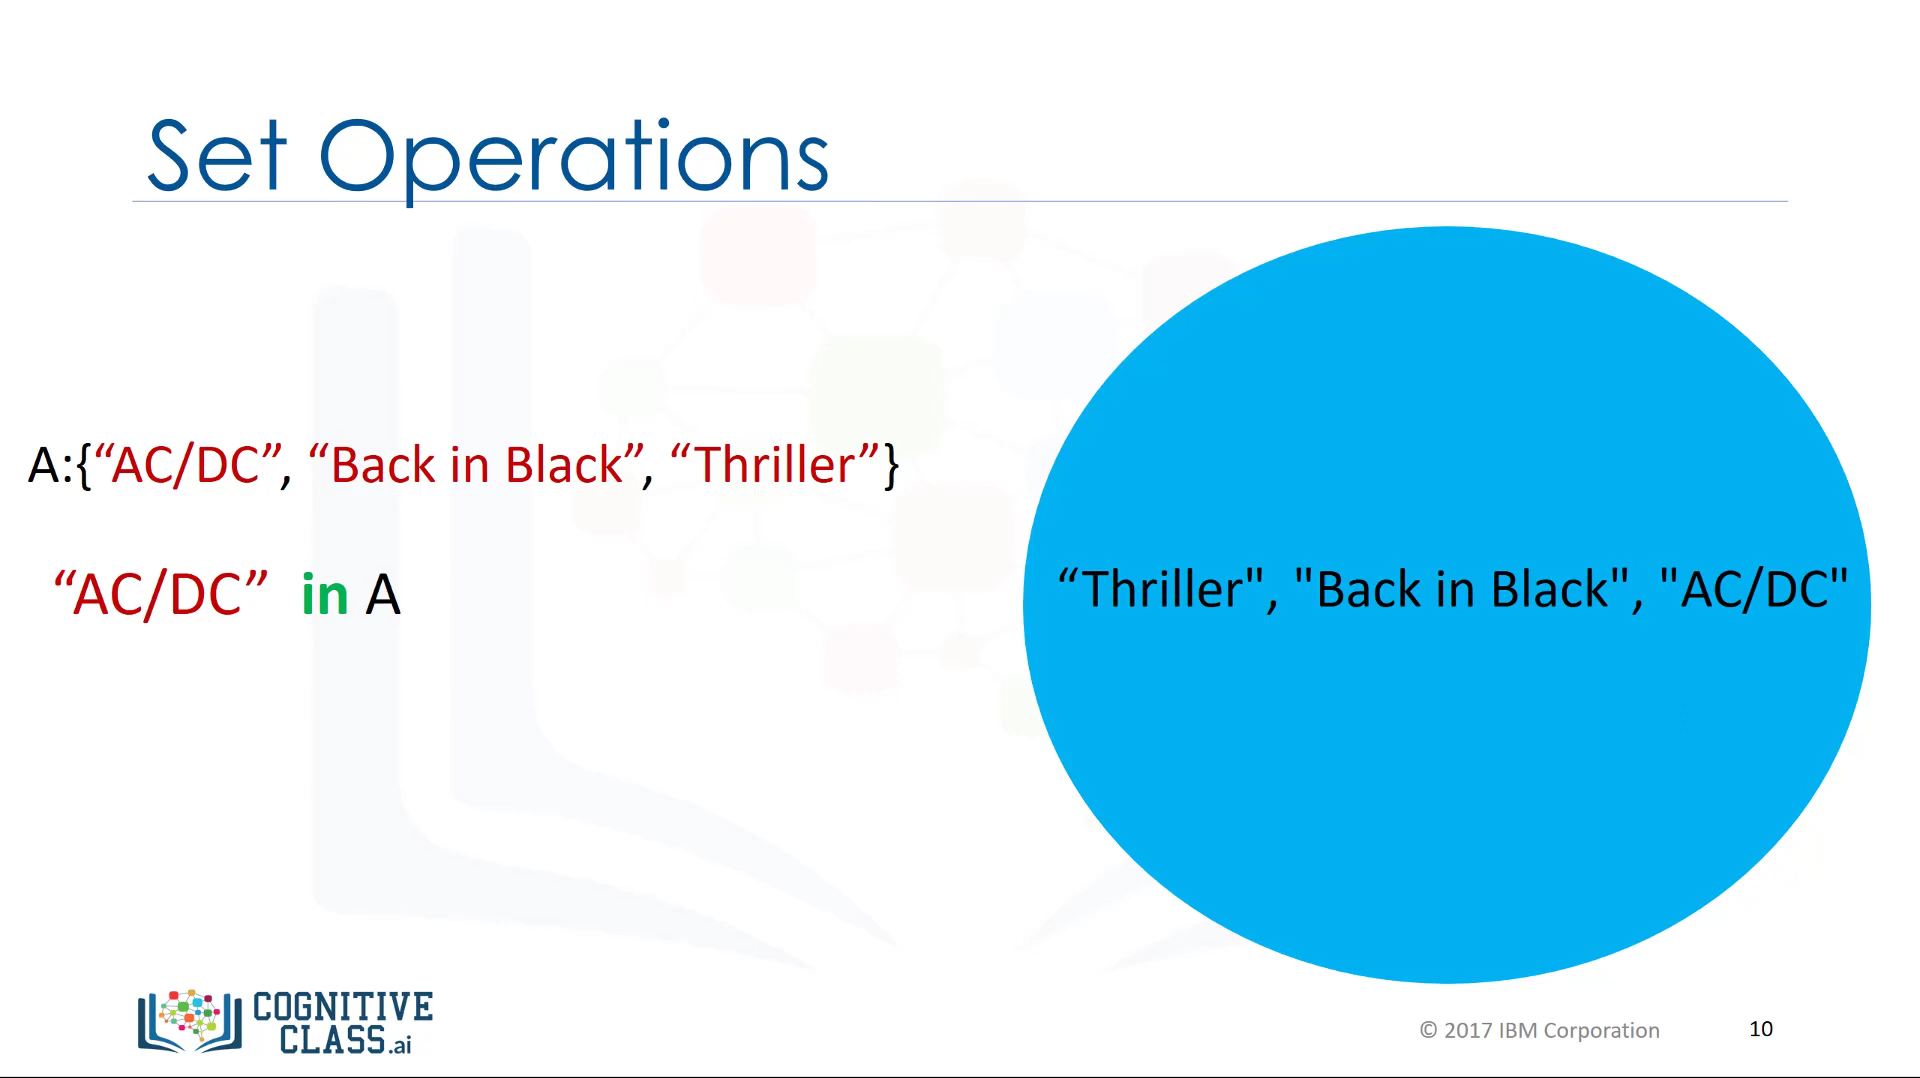 Set Operations
A:{“AC/DC”, “Back in Black”, “Thriller”}
“AC/DC” in A
“Thriller", "Back in Black", "AC/DC"
COGNITIVE
CLASS.ai
© 2017 IBM Corporation
10